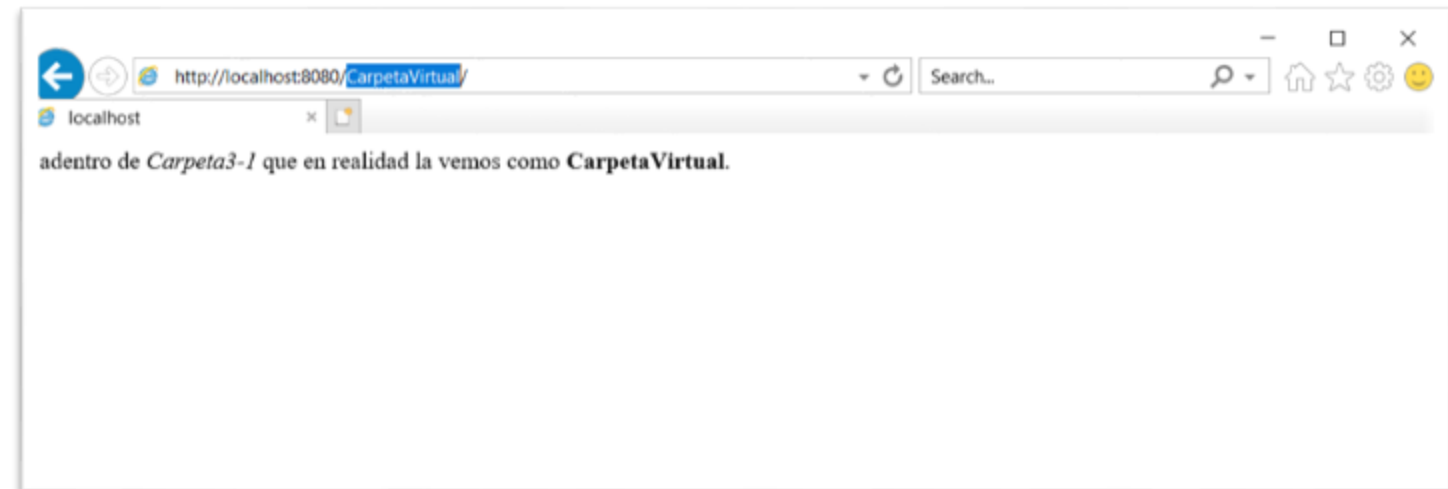 http://localhost:8080/CarpetaVirtual/
Search...
localhost
adentro de Carpeta3-1 que en realidad la vemos como CarpetaVirtual.